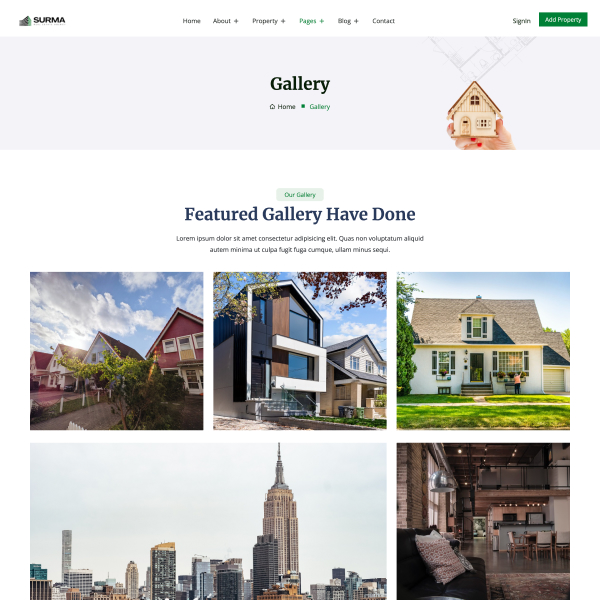 SURMA
Home About + Property + Pages + Blog + Contact
SignIn
Add Property
Gallery
Home Gallery
Our Gallery
Featured Gallery Have Done
Lorem ipsum dolor sit amet consectetur adipisicing elit. Quas non voluptatum aliquid
autem minima ut culpa fugit fuga cumque, ullam minus sequi.